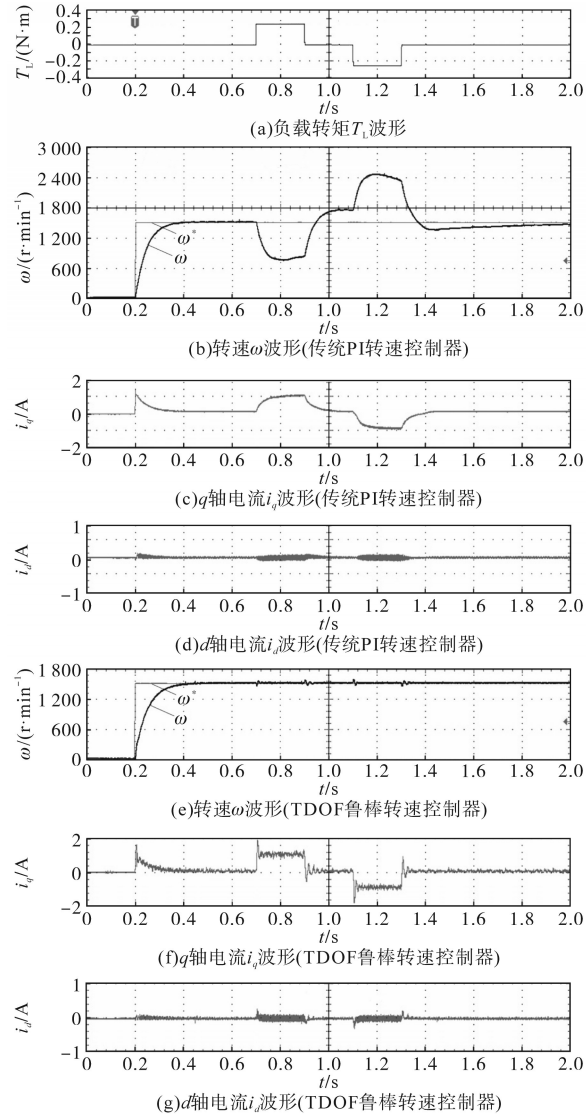 0.4
0.2
0
−0.2
0.4
T_L/(N·m)
T
0 0.2 0.4 0.6 0.8 1.0 1.2 1.4 1.6 1.8 2.0
t/s
(a)负载转矩T_L波形
3 000
2 400
1 800
1 200
600
0
ω/(r·min⁻¹)
ω*
ω
0 0.2 0.4 0.6 0.8 1.0 1.2 1.4 1.6 1.8 2.0
t/s
(b)转速ω波形(传统PI转速控制器)
2
0
−2
i_q/A
0 0.2 0.4 0.6 0.8 1.0 1.2 1.4 1.6 1.8 2.0
t/s
(c)q轴电流i_q波形(传统PI转速控制器)
1
0
−1
i_d/A
0 0.2 0.4 0.6 0.8 1.0 1.2 1.4 1.6 1.8 2.0
t/s
(d)d轴电流i_d波形(传统PI转速控制器)
1 800
1 200
600
0
ω/(r·min⁻¹)
ω*
ω
0 0.2 0.4 0.6 0.8 1.0 1.2 1.4 1.6 1.8 2.0
t/s
(e)转速ω波形(TDOF鲁棒转速控制器)
2
0
−2
i_q/A
0 0.2 0.4 0.6 0.8 1.0 1.2 1.4 1.6 1.8 2.0
t/s
(f)q轴电流i_q波形(TDOF鲁棒转速控制器)
1
0
−1
i_d/A
0 0.2 0.4 0.6 0.8 1.0 1.2 1.4 1.6 1.8 2.0
t/s
(g)d轴电流i_d波形(TDOF鲁棒转速控制器)